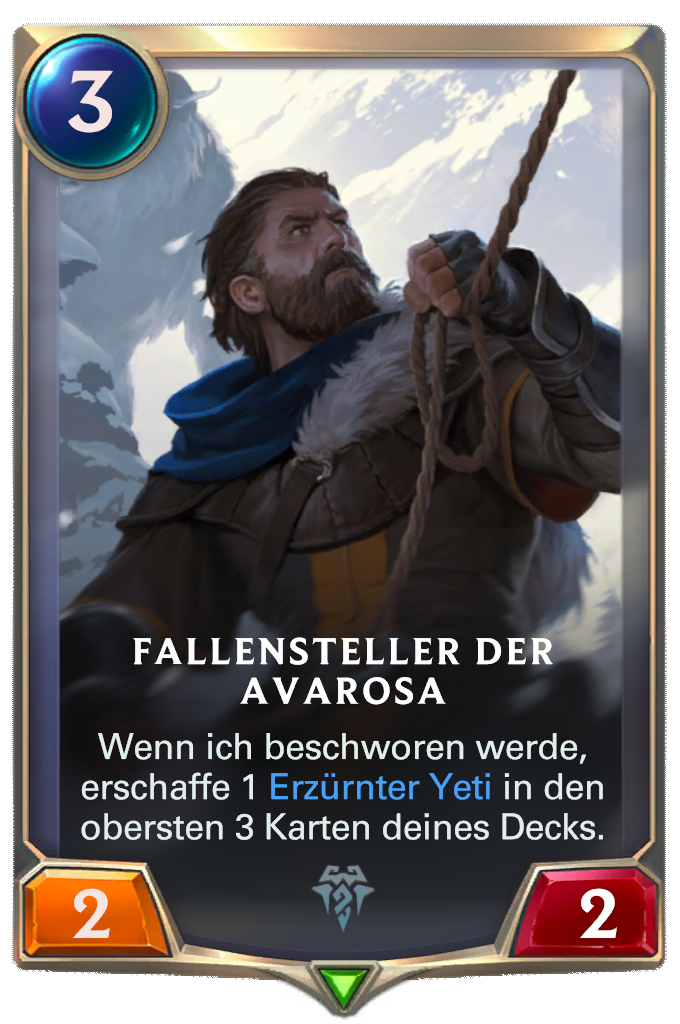 3
FALLENSTELLER DER
AVAROSA
Wenn ich beschworen werde,
erschaffe 1 Erzürnter Yeti in den
obersten 3 Karten deines Decks.
2
2